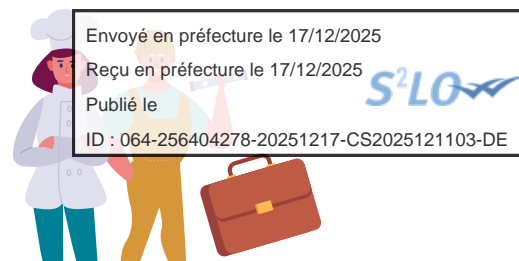 Envoyé en préfecture le 17/12/2025
Reçu en préfecture le 17/12/2025
Publié le
S²LO
ID : 064-256404278-20251217-CS2025121103-DE